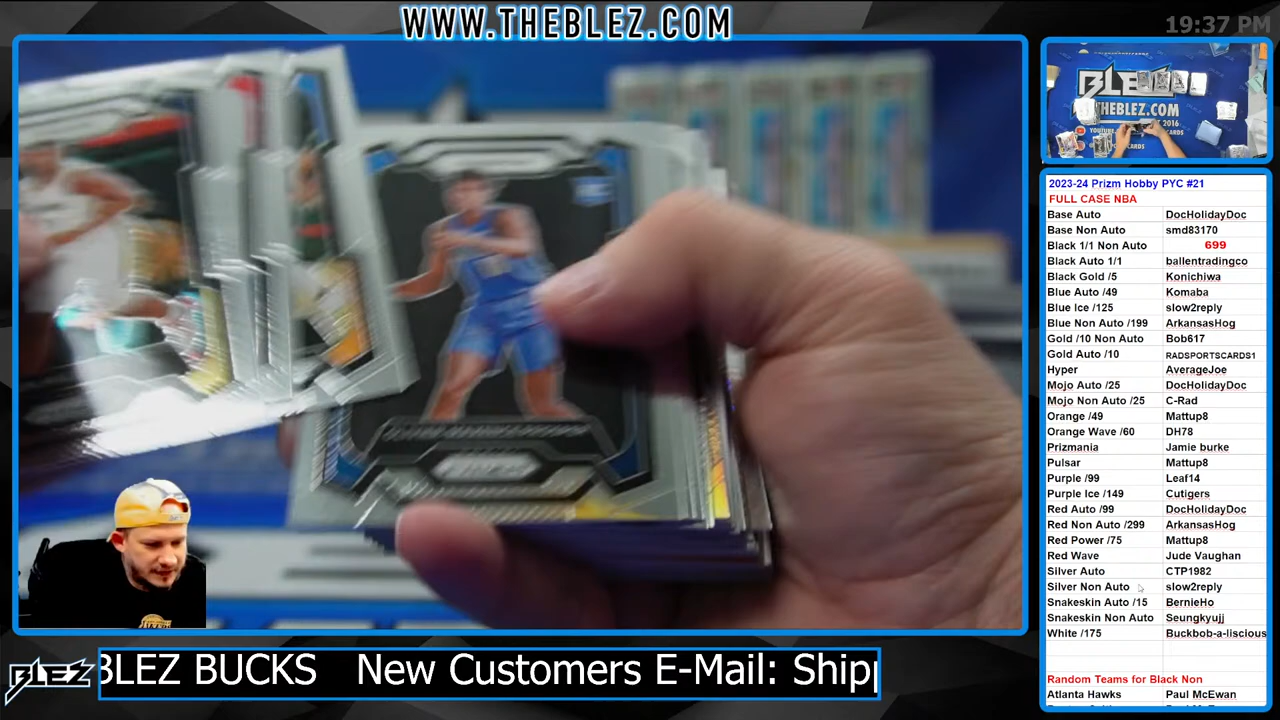 WWW.THEBLEZ.COM
19:37 PM
BLEZ
THEBLEZ.COM
2016
2023-24 Prizm Hobby PYC #21
FULL CASE NBA
Base Auto DocHolidayDoc
Base Non Auto smd83170
Black 1/1 Non Auto 699
Black Auto 1/1 ballentradingco
Black Gold /5 Konichiwa
Blue Auto /49 Komaba
Blue Ice /125 slow2reply
Blue Non Auto /199 ArkansasHog
Gold /10 Non Auto Bob617
Gold Auto /10 RADSPORTSCARDS1
Hyper AverageJoe
Mojo Auto /25 DocHolidayDoc
Mojo Non Auto /25 C-Rad
Orange /49 Mattup8
Orange Wave /60 DH78
Prizmania Jamie burke
Pulsar Mattup8
Purple /99 Leaf14
Purple Ice /149 Cutigers
Red Auto /99 DocHolidayDoc
Red Non Auto /299 ArkansasHog
Red Power /75 Mattup8
Red Wave Jude Vaughan
Silver Auto CTP1982
Silver Non Auto slow2reply
Snakeskin Auto /15 BernieHo
Snakeskin Non Auto Seungkyujj
White /175 Buckbob-a-liscious
Random Teams for Black Non
Atlanta Hawks Paul McEwan
BLEZ
BLEZ BUCKS New Customers E-Mail: Ship